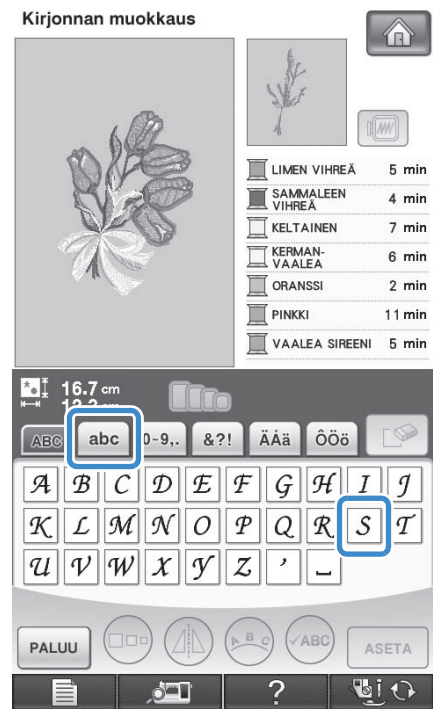 Kirjonnan muokkaus
LIMEN VIHREÄ 5 min
SAMMALEEN
VIHREÄ 4 min
KELTAINEN 7 min
KERMAN-
VAALEA 6 min
ORANSSI 2 min
PINKKI 11 min
VAALEA SIREENI 5 min
16.7 cm
ABC abc 0~9,. &?! ÄÅä ÔÖö
A B C D E F G H I J
K L M N O P Q R S T
U V W X Y Z ' ⎵
PALUU A B C ✓ABC ASETA
?